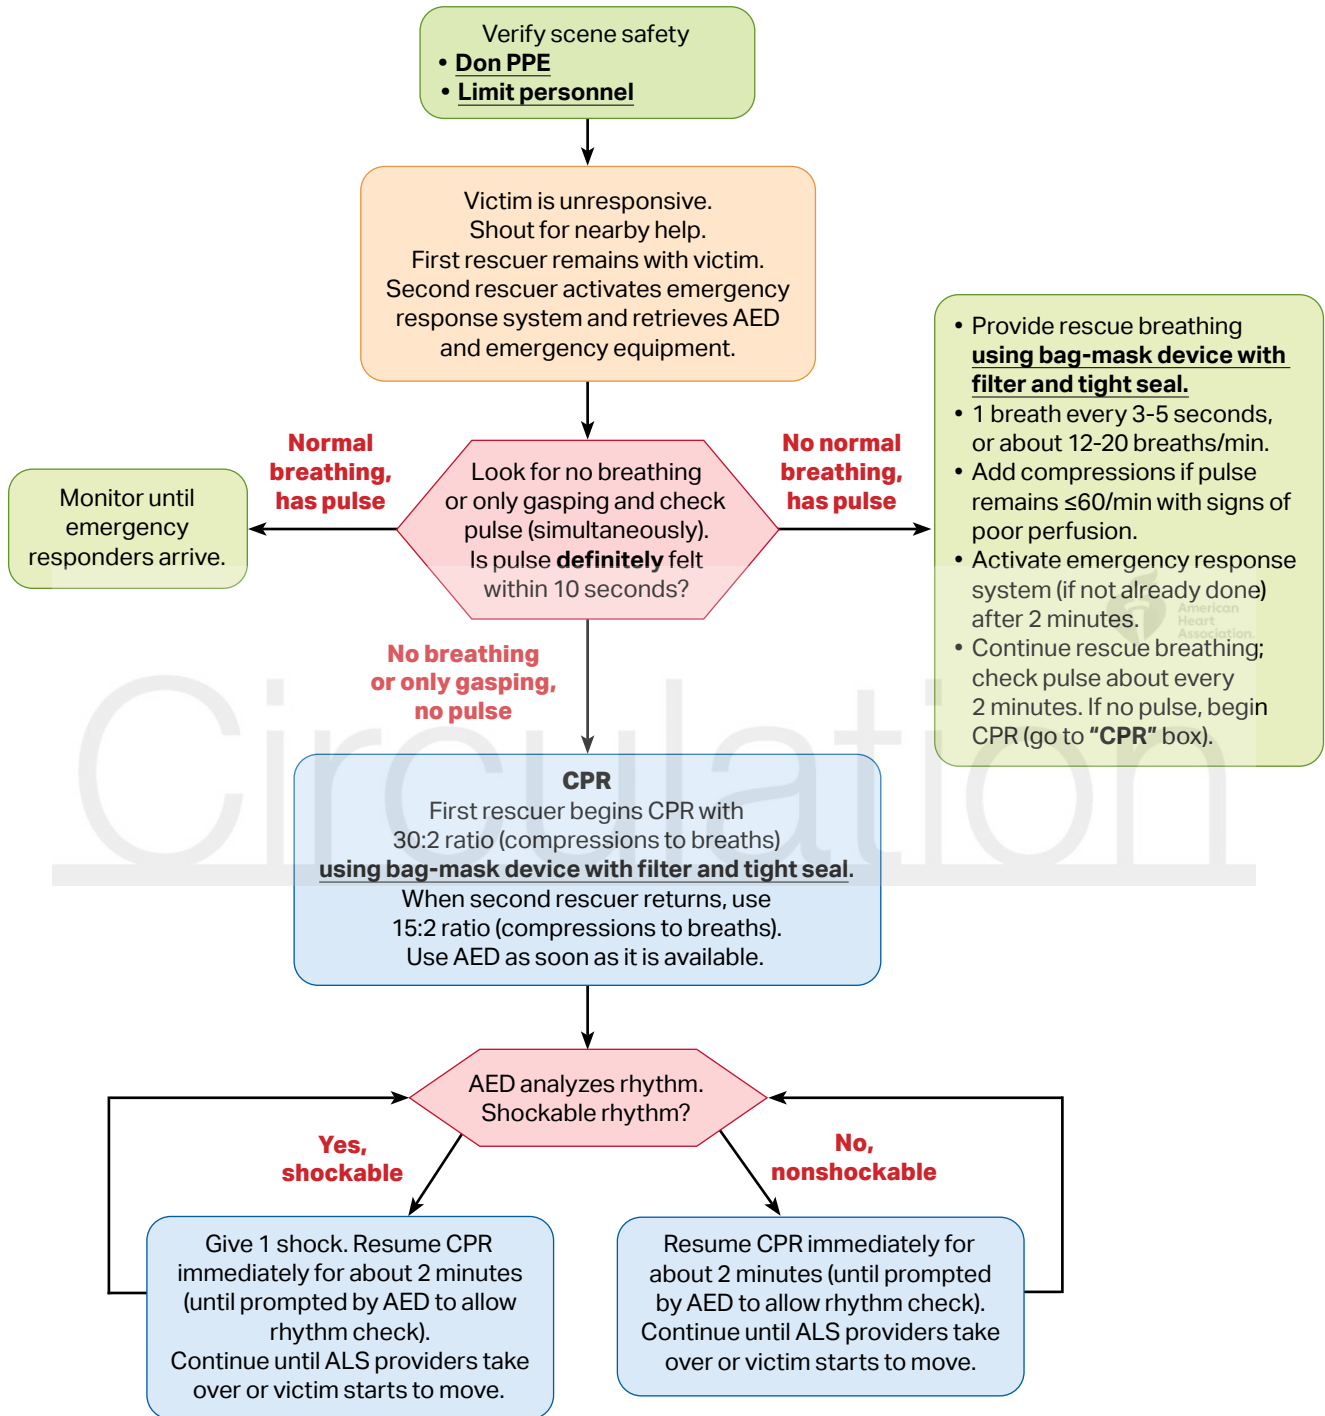 Verify scene safety
• Don PPE
• Limit personnel
Victim is unresponsive.
Shout for nearby help.
First rescuer remains with victim.
Second rescuer activates emergency
response system and retrieves AED
and emergency equipment.
Normal
breathing,
has pulse
Monitor until
emergency
responders arrive.
Look for no breathing
or only gasping and check
pulse (simultaneously).
Is pulse definitely felt
within 10 seconds?
No normal
breathing,
has pulse
• Provide rescue breathing
using bag-mask device with
filter and tight seal.
• 1 breath every 3-5 seconds,
or about 12-20 breaths/min.
• Add compressions if pulse
remains ≤60/min with signs of
poor perfusion.
• Activate emergency response
system (if not already done)
after 2 minutes.
• Continue rescue breathing;
check pulse about every
2 minutes. If no pulse, begin
CPR (go to "CPR" box).
American
Heart
Association.
No breathing
or only gasping,
no pulse
Circulation
CPR
First rescuer begins CPR with
30:2 ratio (compressions to breaths)
using bag-mask device with filter and tight seal.
When second rescuer returns, use
15:2 ratio (compressions to breaths).
Use AED as soon as it is available.
AED analyzes rhythm.
Shockable rhythm?
Yes,
shockable
No,
nonshockable
Give 1 shock. Resume CPR
immediately for about 2 minutes
(until prompted by AED to allow
rhythm check).
Continue until ALS providers take
over or victim starts to move.
Resume CPR immediately for
about 2 minutes (until prompted
by AED to allow rhythm check).
Continue until ALS providers take
over or victim starts to move.